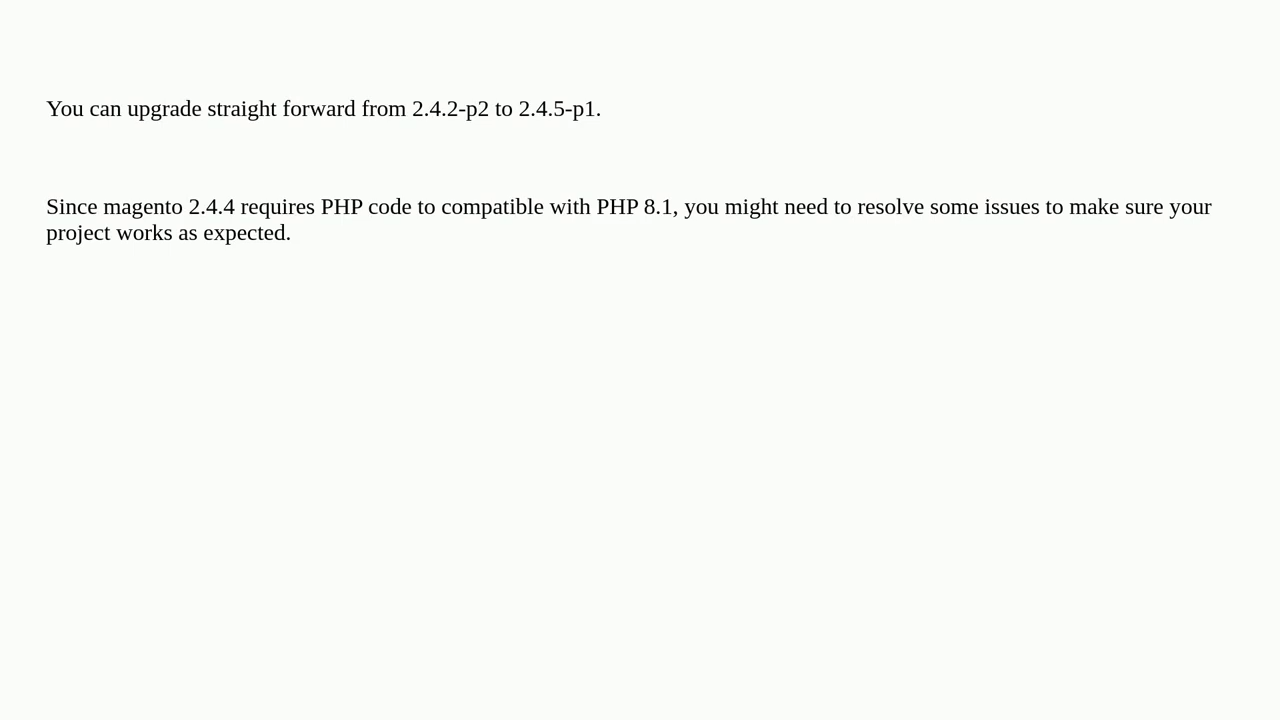 You can upgrade straight forward from 2.4.2-p2 to 2.4.5-p1.
Since magento 2.4.4 requires PHP code to compatible with PHP 8.1, you might need to resolve some issues to make sure your
project works as expected.